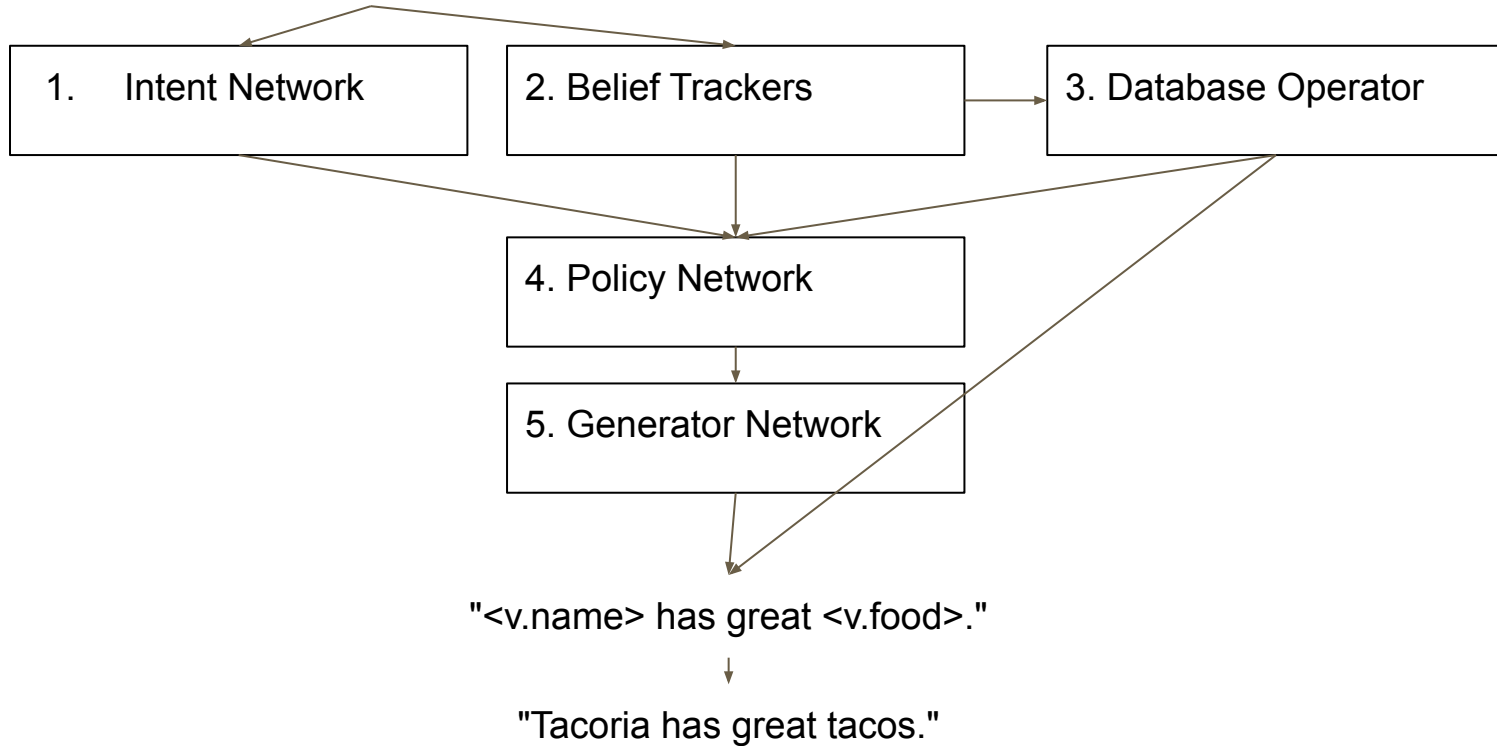 1. Intent Network
2. Belief Trackers
3. Database Operator
4. Policy Network
5. Generator Network
"<v.name> has great <v.food>."
"Tacoria has great tacos."